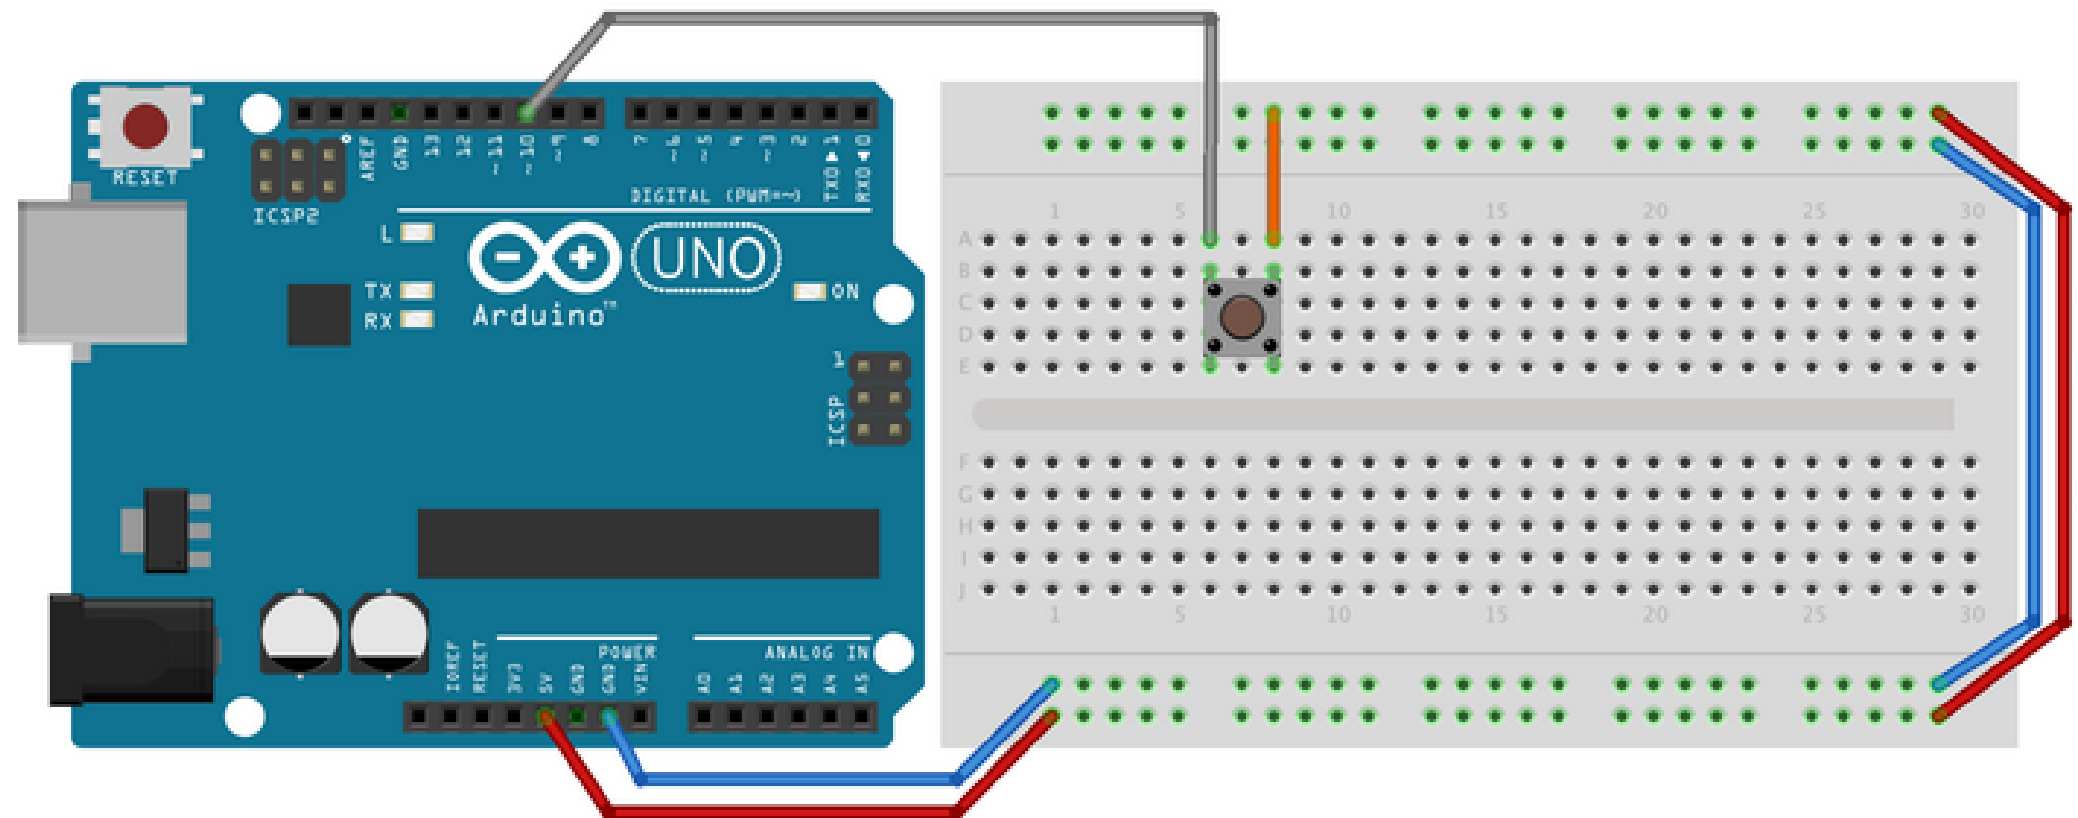 RESET
ICSP2
AREF
GND
13
12
~11
~10
~9
8
7
~6
~5
4
~3
2
TX0▶1
RX0◀0
DIGITAL (PWM=~)
L
TX
RX
UNO
Arduino™
ON
1
ICSP
IOREF
RESET
3V3
5V
GND
GND
VIN
POWER
ANALOG IN
A0
A1
A2
A3
A4
A5
1 5 10 15 20 25 30
A
B
C
D
E
F
G
H
I
J
1 5 10 15 20 25 30